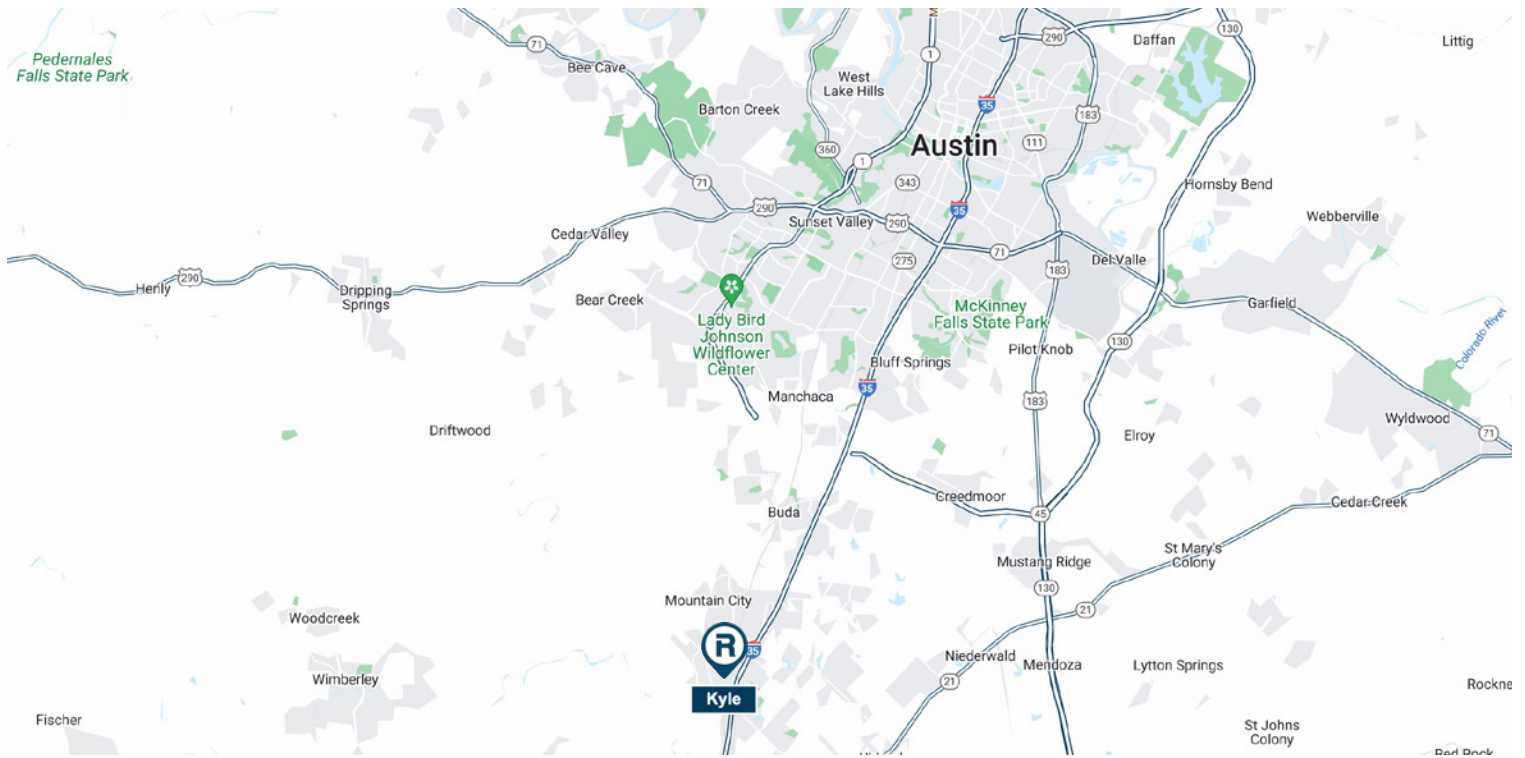 290
130
Daffan
Littig
71
1
Pedernales
Falls State Park
Bee Cave
West
Lake Hills
Barton Creek
35
183
360
1
Austin
111
71
343
Hornsby Bend
290
Sunset Valley
290
35
Webberville
Cedar Valley
71
275
183
Del Valle
Henly
290
Dripping
Springs
Bear Creek
Lady Bird
Johnson
Wildflower
Center
McKinney
Falls State Park
Garfield
Colorado River
130
Pilot Knob
Bluff Springs
35
Manchaca
183
Wyldwood
71
Driftwood
Elroy
Creedmoor
45
Cedar Creek
Buda
Mustang Ridge
St Mary's
Colony
130
Mountain City
21
Woodcreek
R
35
Niederwald
Mendoza
Lytton Springs
Wimberley
21
Kyle
Rockne
Fischer
St Johns
Colony
Red Rock